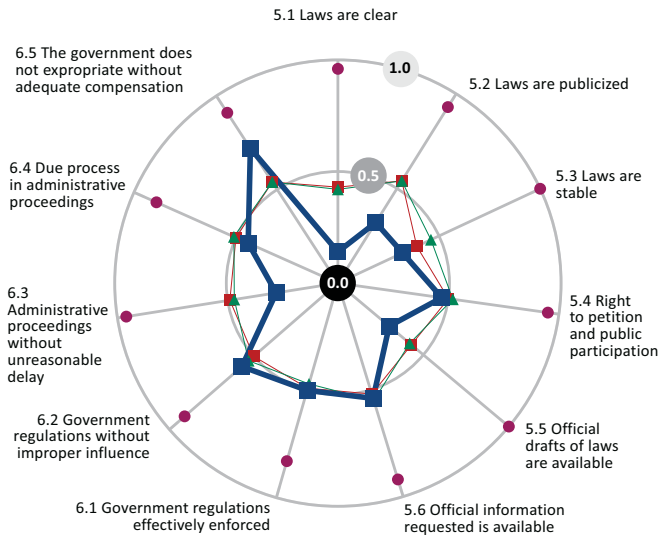 5.1 Laws are clear
1.0
5.2 Laws are publicized
5.3 Laws are
stable
0.5
0.0
5.4 Right
to petition
and public
participation
5.5 Official
drafts of laws
are available
5.6 Official information
requested is available
6.1 Government regulations
effectively enforced
6.2 Government
regulations without
improper influence
6.3
Administrative
proceedings
without
unreasonable
delay
6.4 Due process
in administrative
proceedings
6.5 The government does
not expropriate without
adequate compensation